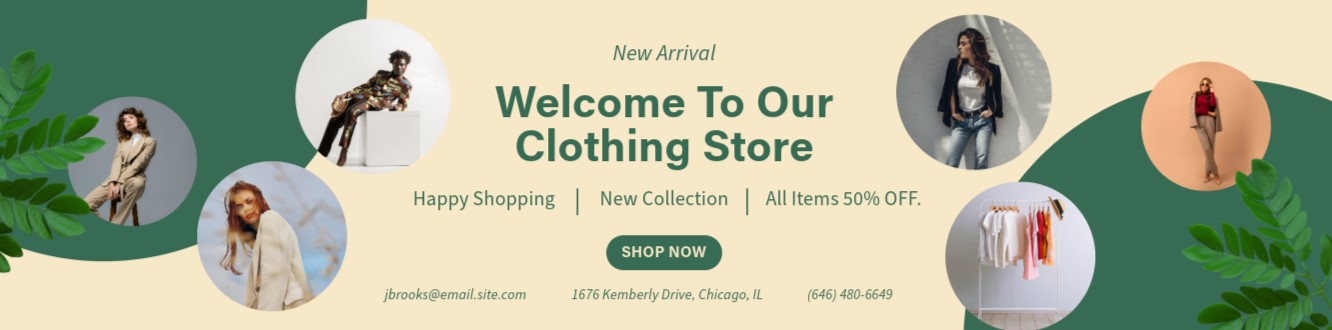 New Arrival
Welcome To Our
Clothing Store
Happy Shopping | New Collection | All Items 50% OFF.
SHOP NOW
jbrooks@email.site.com 1676 Kemberly Drive, Chicago, IL (646) 480-6649